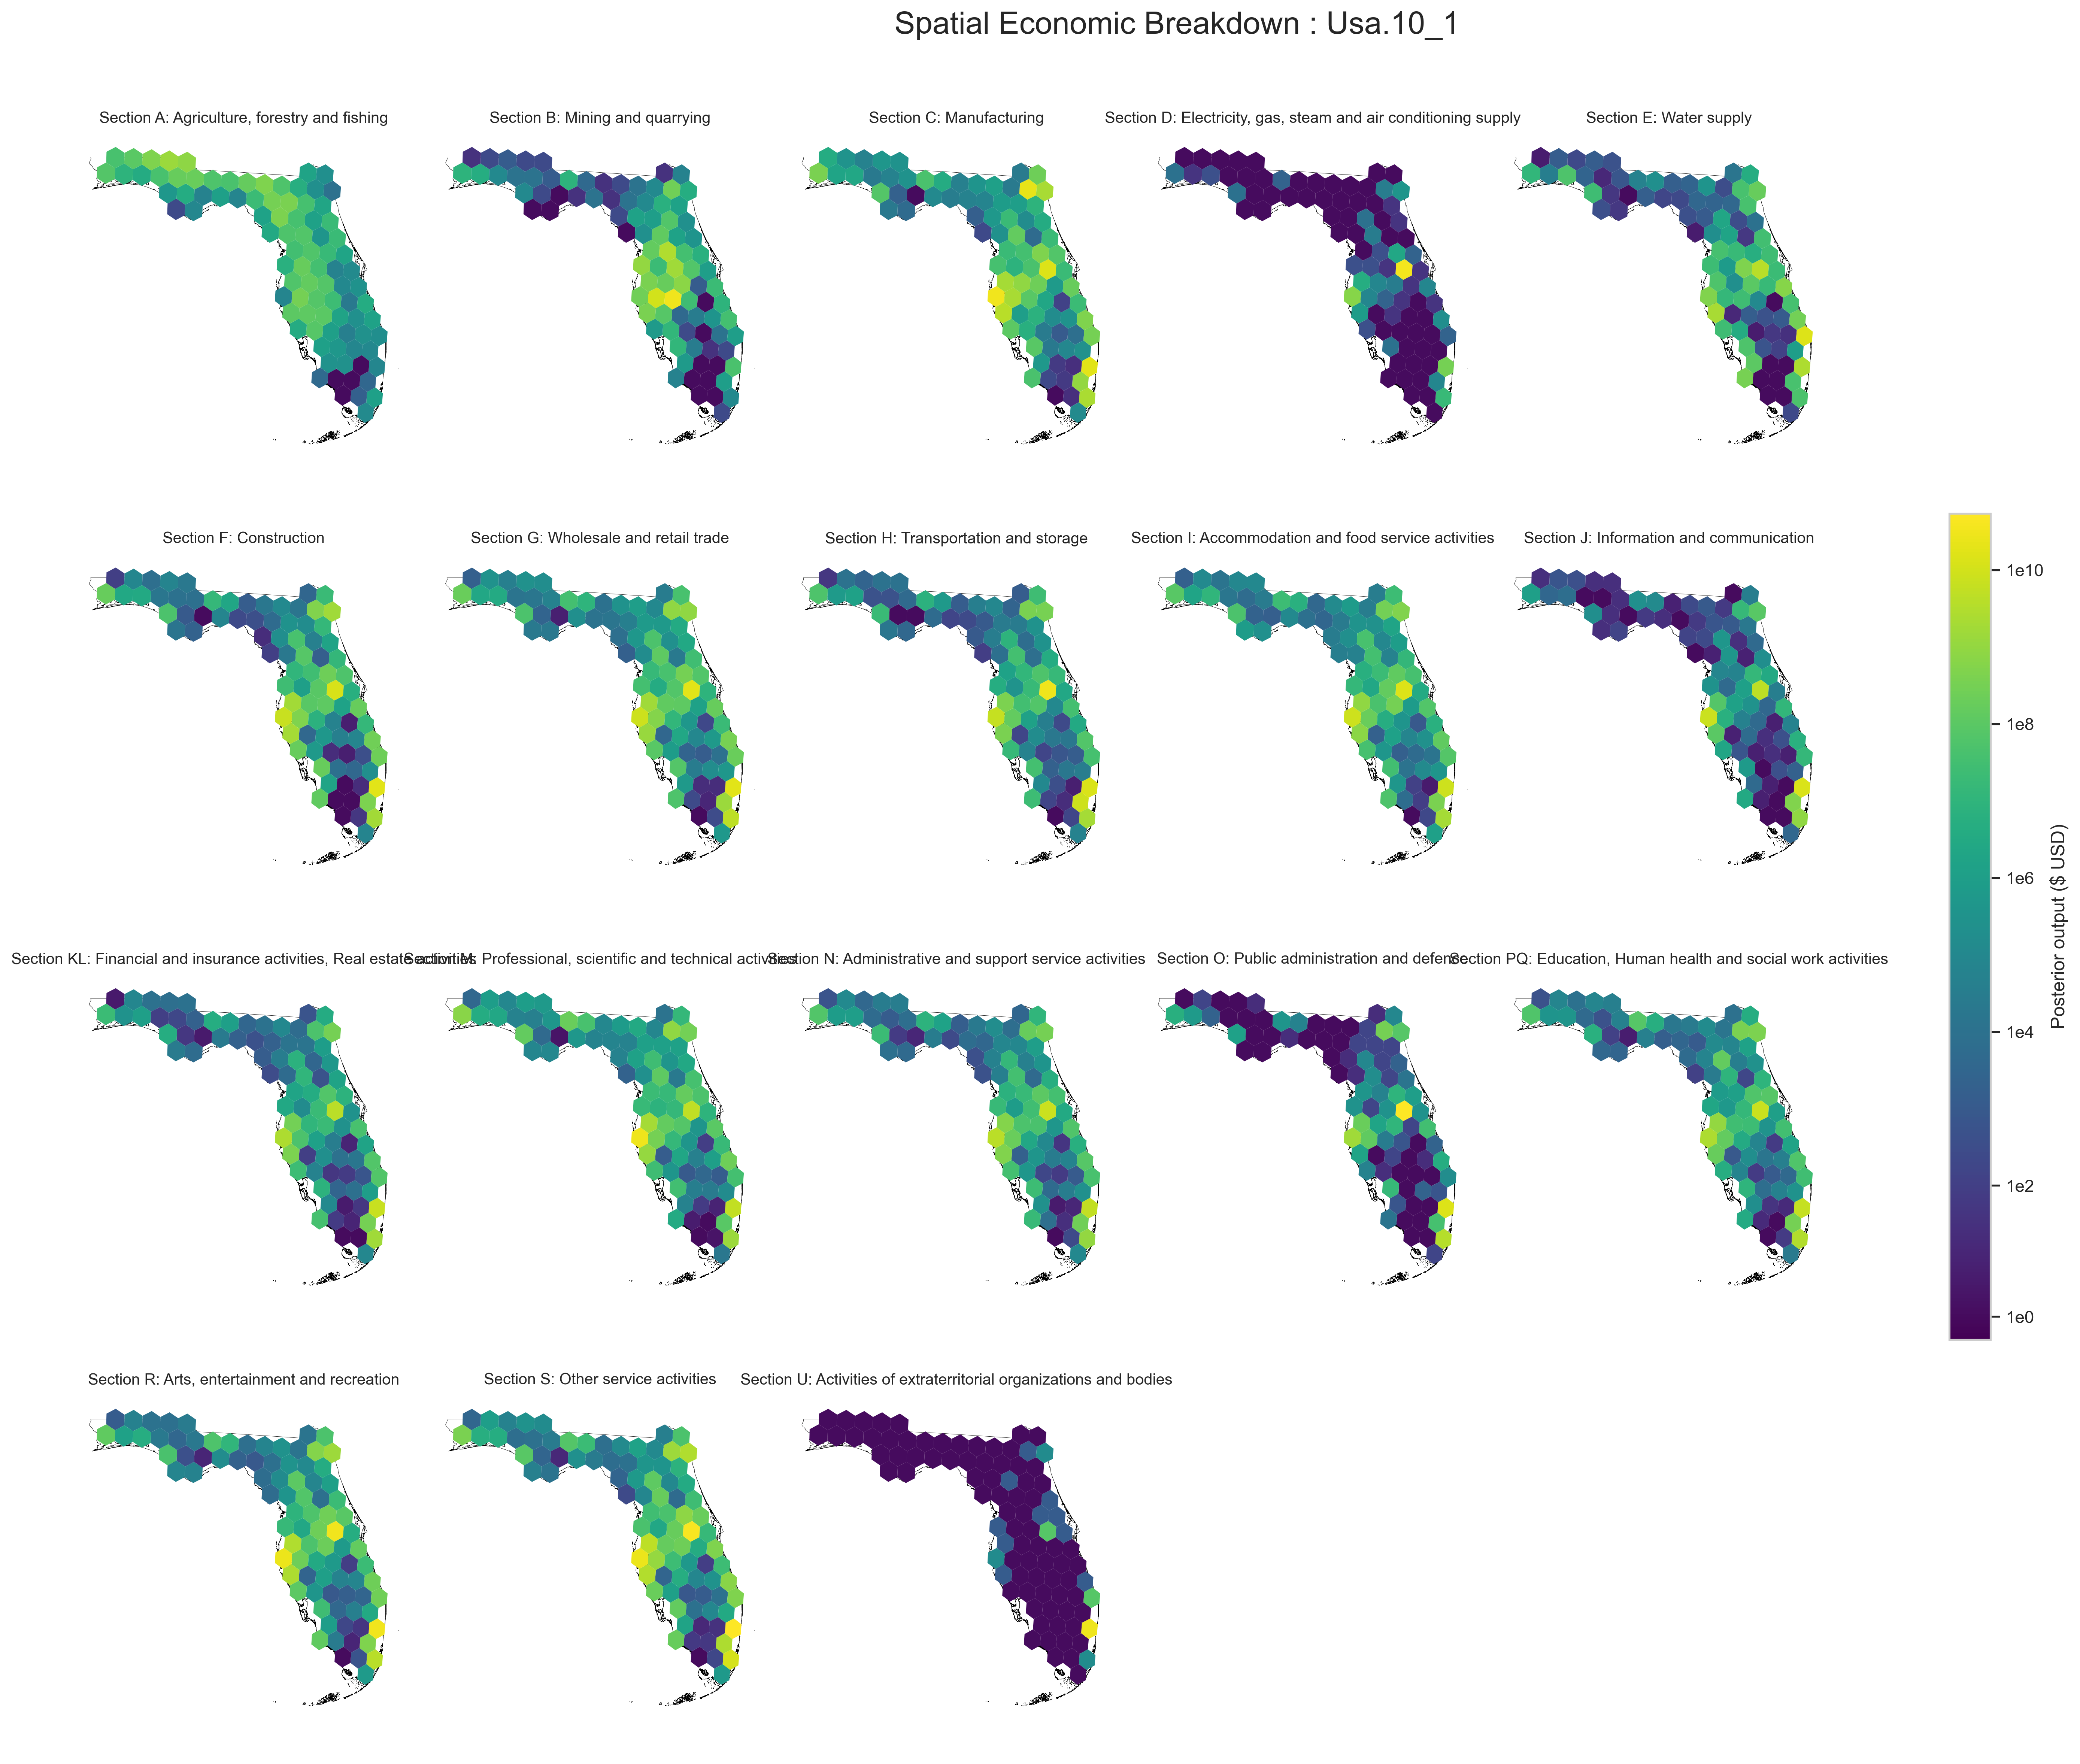 Spatial Economic Breakdown : Usa.10_1
Section A: Agriculture, forestry and fishing
Section B: Mining and quarrying
Section C: Manufacturing
Section D: Electricity, gas, steam and air conditioning supply
Section E: Water supply
Section F: Construction
Section G: Wholesale and retail trade
Section H: Transportation and storage
Section I: Accommodation and food service activities
Section J: Information and communication
Section KL: Financial and insurance activities, Real estate activities
Section M: Professional, scientific and technical activities
Section N: Administrative and support service activities
Section O: Public administration and defense
Section PQ: Education, Human health and social work activities
Section R: Arts, entertainment and recreation
Section S: Other service activities
Section U: Activities of extraterritorial organizations and bodies
1e10
1e8
1e6
1e4
1e2
1e0
Posterior output ($ USD)